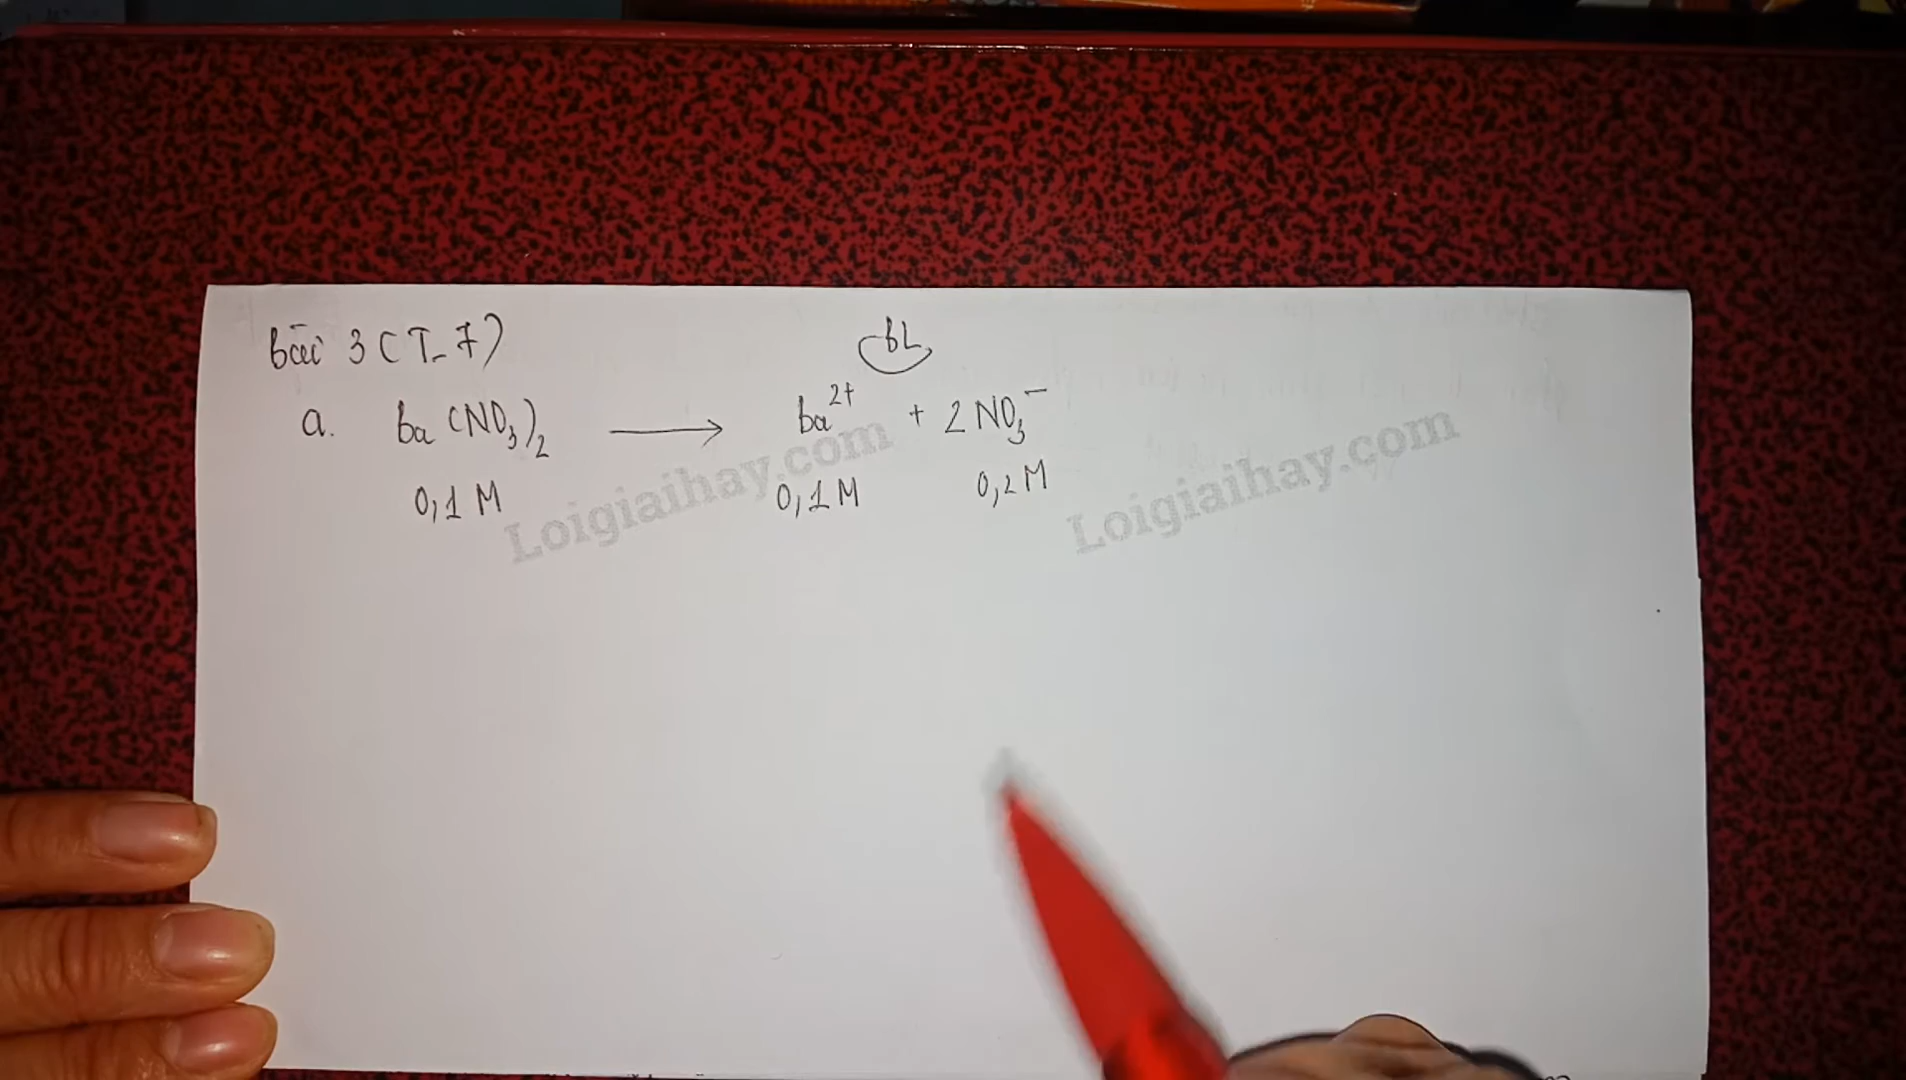 Bài 3 (T-7)
BL
a. Ba(NO₃)₂ ⟶ Ba²⁺ + 2NO₃⁻
0,1 M 0,1 M 0,2 M
Loigiaihay.com Loigiaihay.com